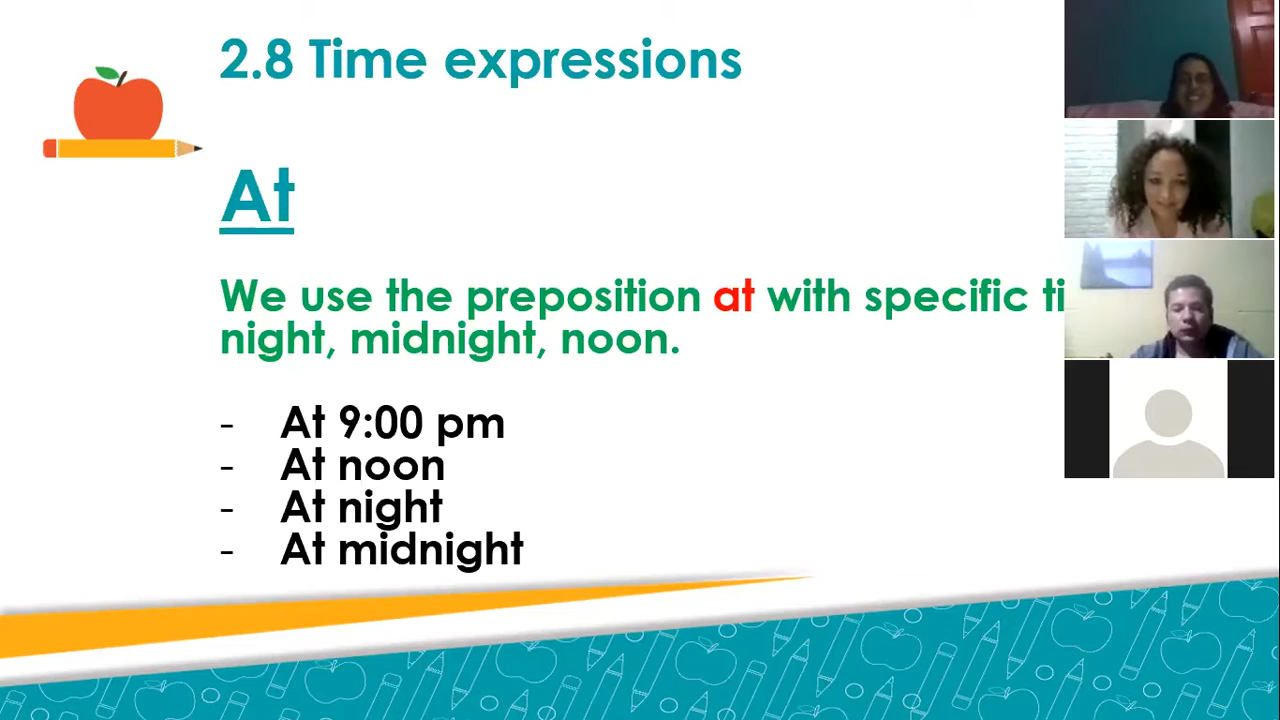 2.8 Time expressions
At
We use the preposition at with specific
night, midnight, noon.
- At 9:00 pm
- At noon
- At night
- At midnight